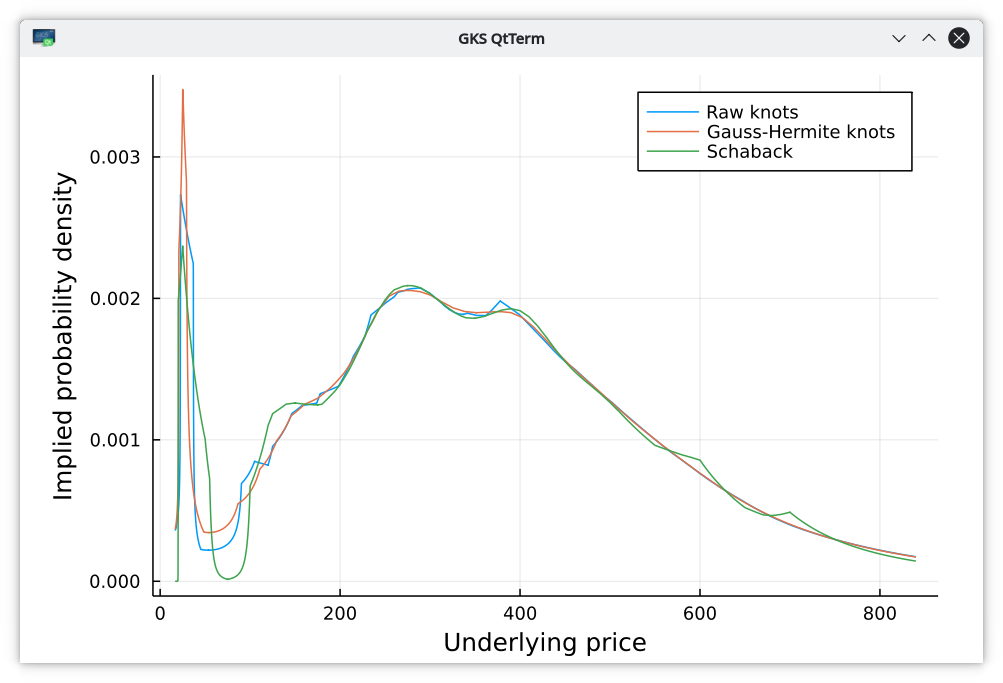 GKS QtTerm
Raw knots
Gauss-Hermite knots
Schaback
0.003
0.002
0.001
0.000
Implied probability density
0 200 400 600 800
Underlying price